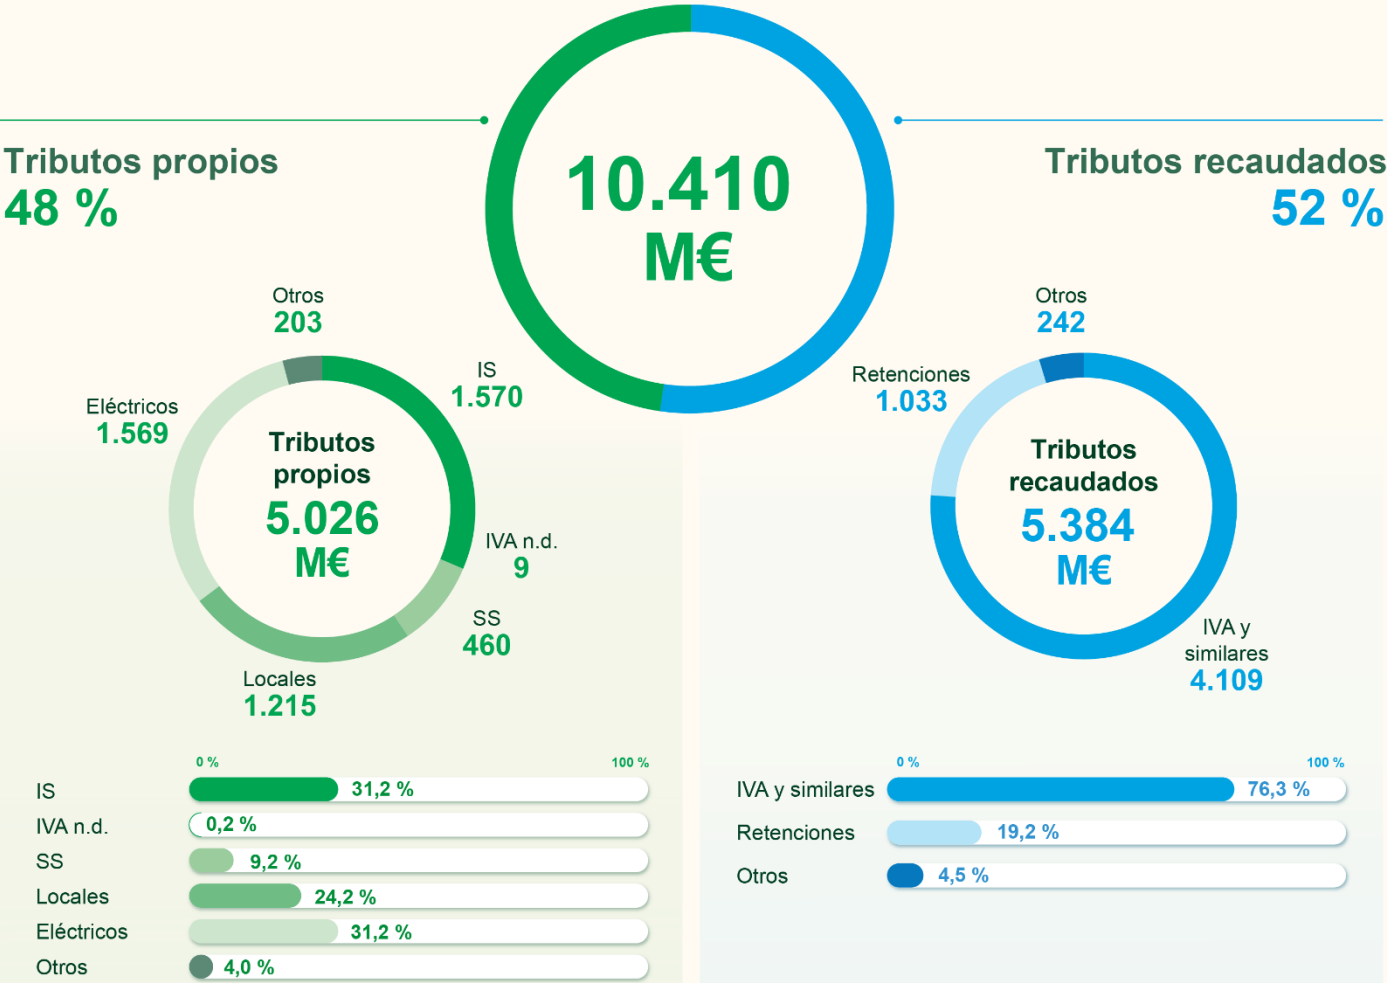 10.410
M€
Tributos propios
48 %
Tributos recaudados
52 %
Otros
203
IS
1.570
Eléctricos
1.569
Tributos
propios
5.026
M€
IVA n.d.
9
SS
460
Locales
1.215
Otros
242
Retenciones
1.033
Tributos
recaudados
5.384
M€
IVA y
similares
4.109
0 % 100 %
IS 31,2 %
IVA n.d. 0,2 %
SS 9,2 %
Locales 24,2 %
Eléctricos 31,2 %
Otros 4,0 %
0 % 100 %
IVA y similares 76,3 %
Retenciones 19,2 %
Otros 4,5 %